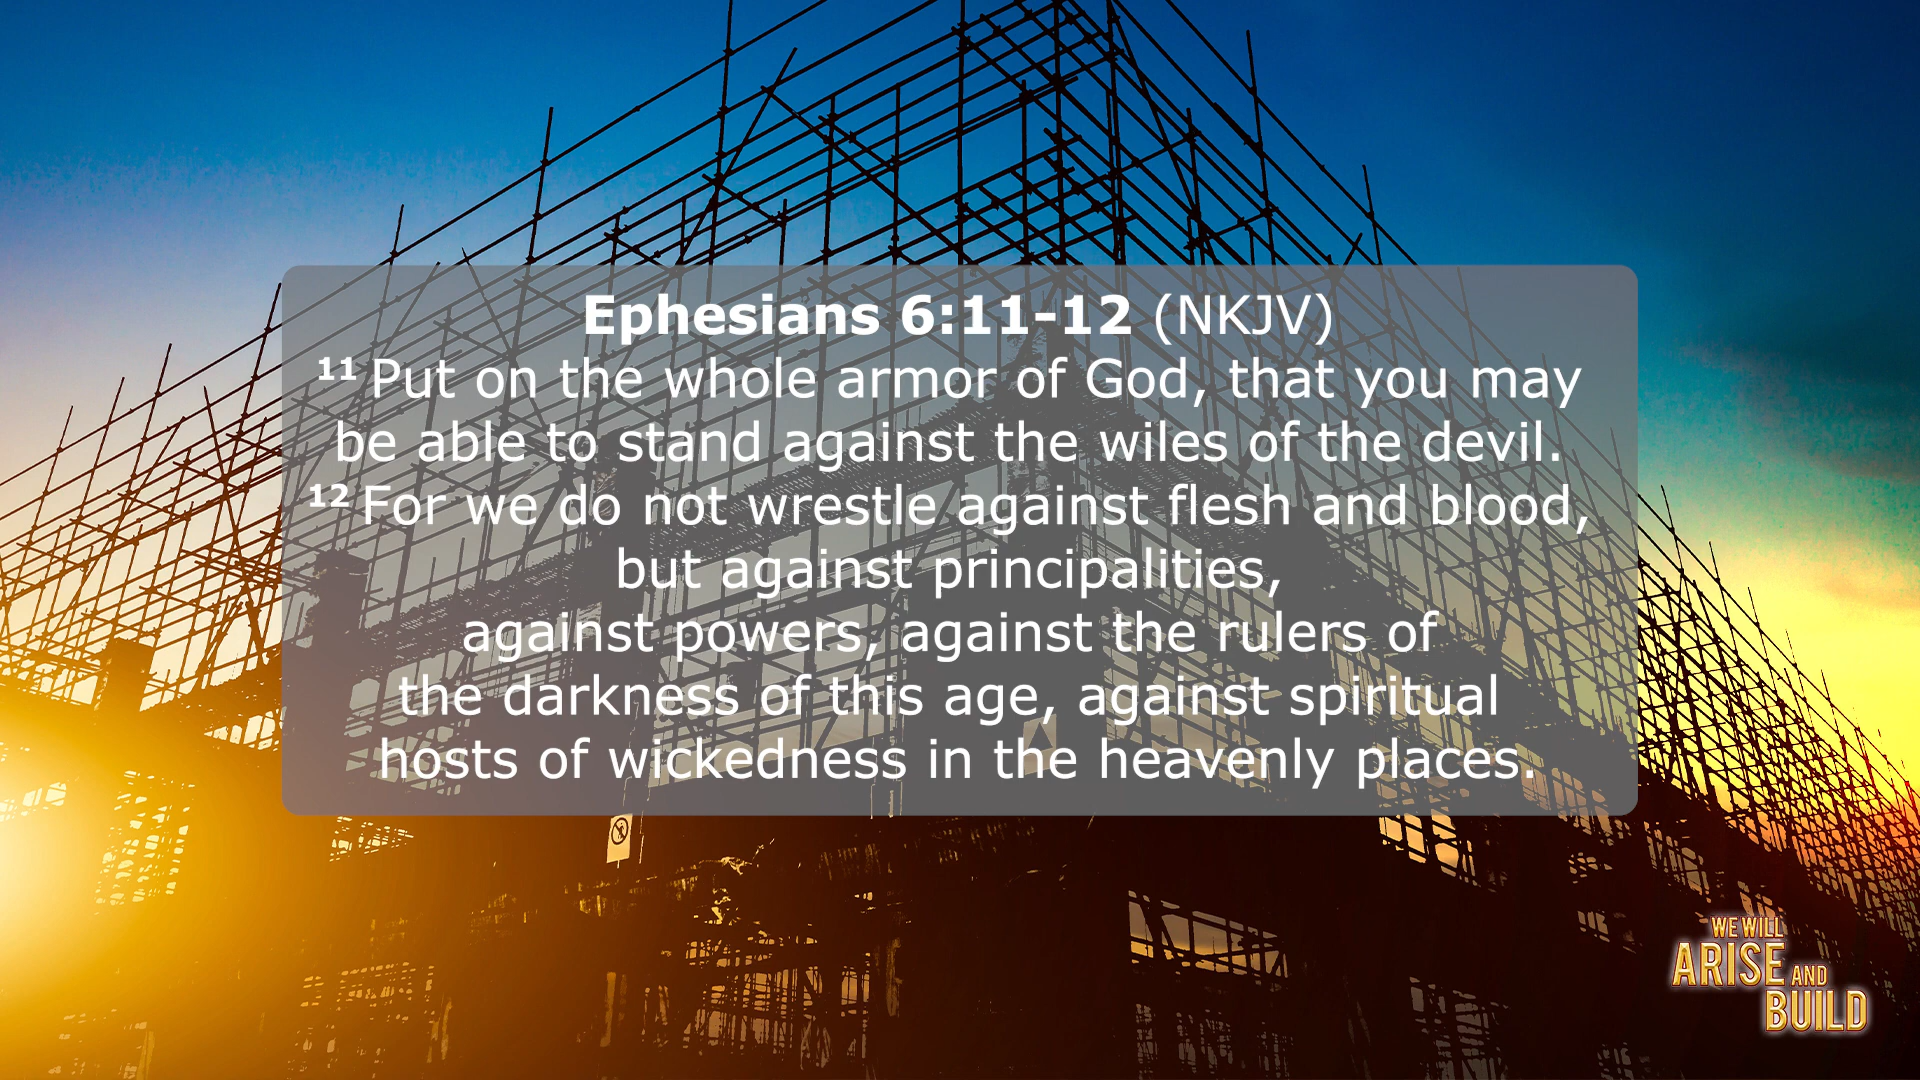 Ephesians 6:11-12 (NKJV)
11 Put on the whole armor of God, that you may
be able to stand against the wiles of the devil.
12 For we do not wrestle against flesh and blood,
but against principalities,
against powers, against the rulers of
the darkness of this age, against spiritual
hosts of wickedness in the heavenly places.
WE WILL
ARISE AND
BUILD